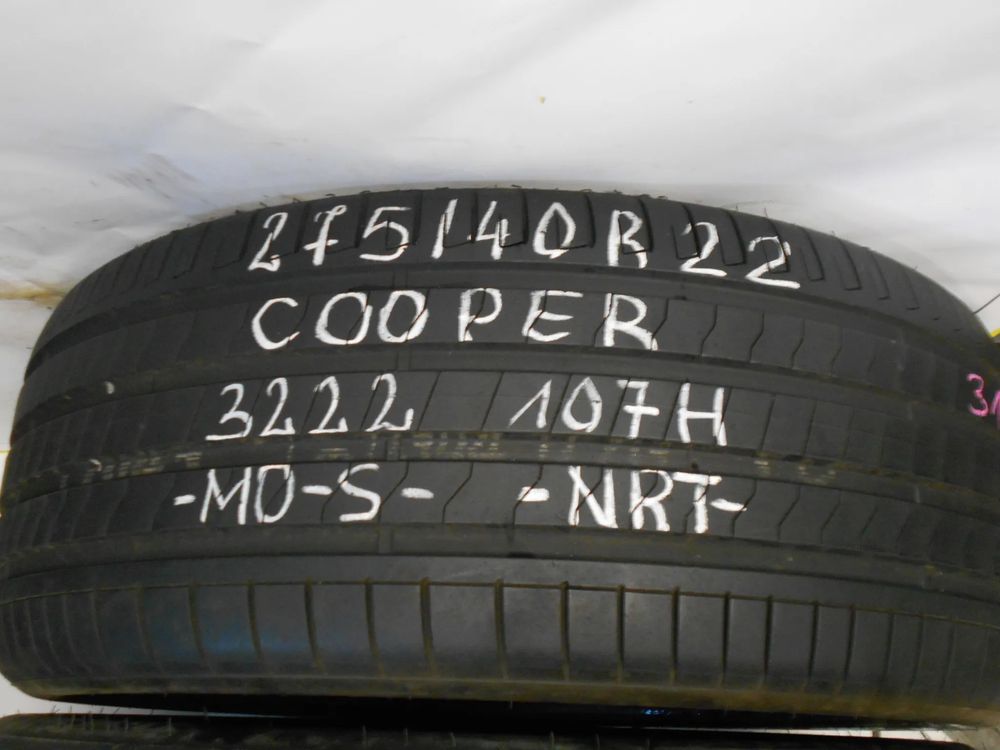 275/40R22
COOPER
3222 107H
-MO-S- -NRT-